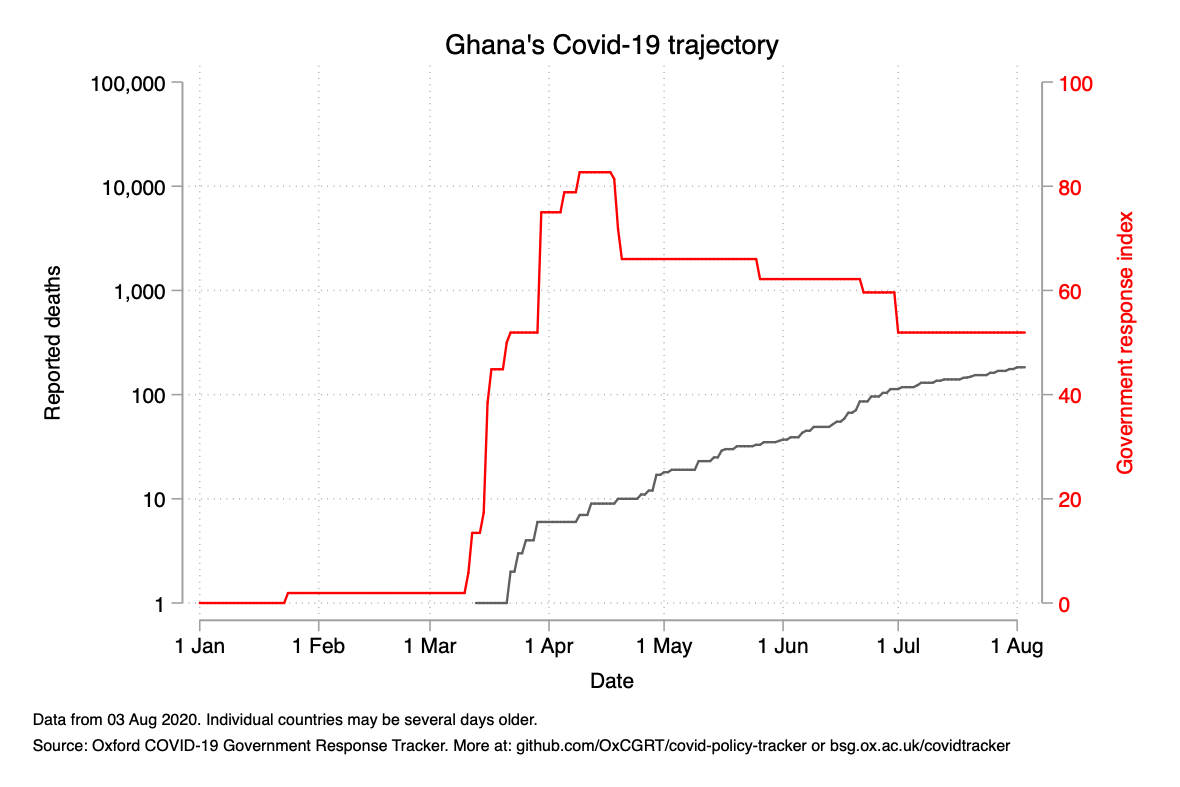 Ghana's Covid-19 trajectory
100,000
10,000
1,000
100
10
1
Reported deaths
100
80
60
40
20
0
Government response index
1 Jan 1 Feb 1 Mar 1 Apr 1 May 1 Jun 1 Jul 1 Aug
Date
Data from 03 Aug 2020. Individual countries may be several days older.
Source: Oxford COVID-19 Government Response Tracker. More at: github.com/OxCGRT/covid-policy-tracker or bsg.ox.ac.uk/covidtracker